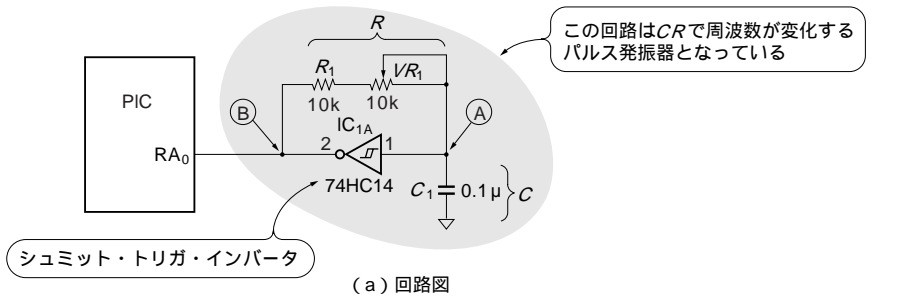 この回路はCRで周波数が変化する
パルス発振器となっている
R
R1
VR1
10k
10k
PIC
B
A
IC1A
2
1
RA0
74HC14
C1
0.1μ
C
シュミット・トリガ・インバータ
（a）回路図